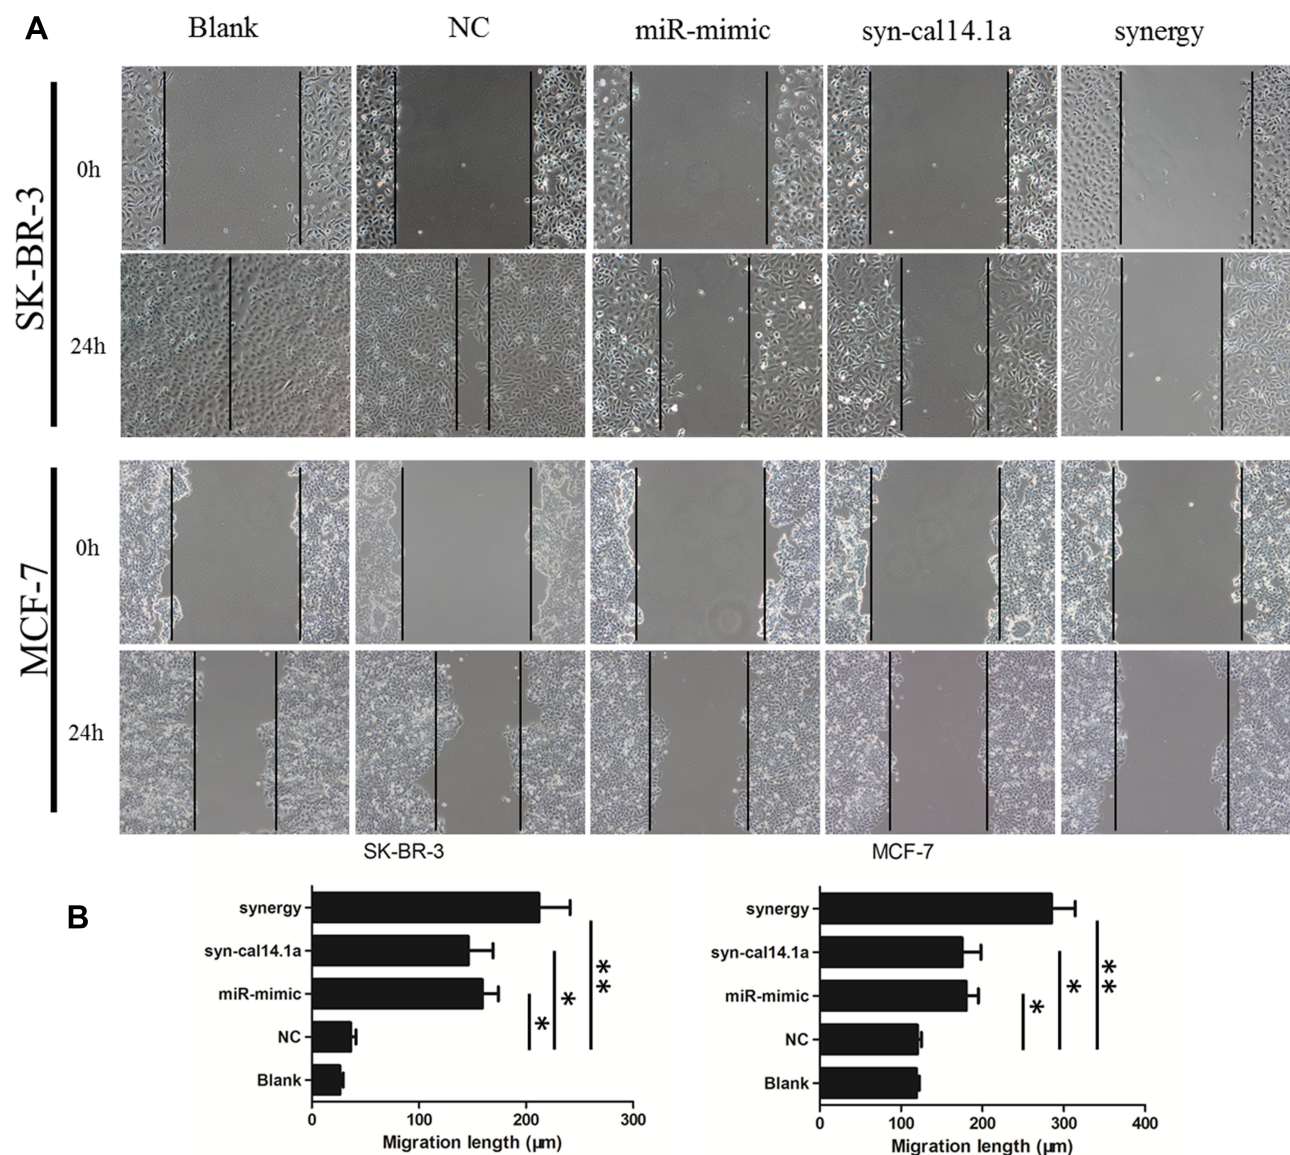 A
Blank NC miR-mimic syn-cal14.1a synergy
SK-BR-3
0h
24h
MCF-7
0h
24h
B
SK-BR-3
synergy
syn-cal14.1a
miR-mimic
NC
Blank
* * **
0 100 200 300
Migration length (μm)
MCF-7
synergy
syn-cal14.1a
miR-mimic
NC
Blank
* * **
0 100 200 300 400
Migration length (μm)